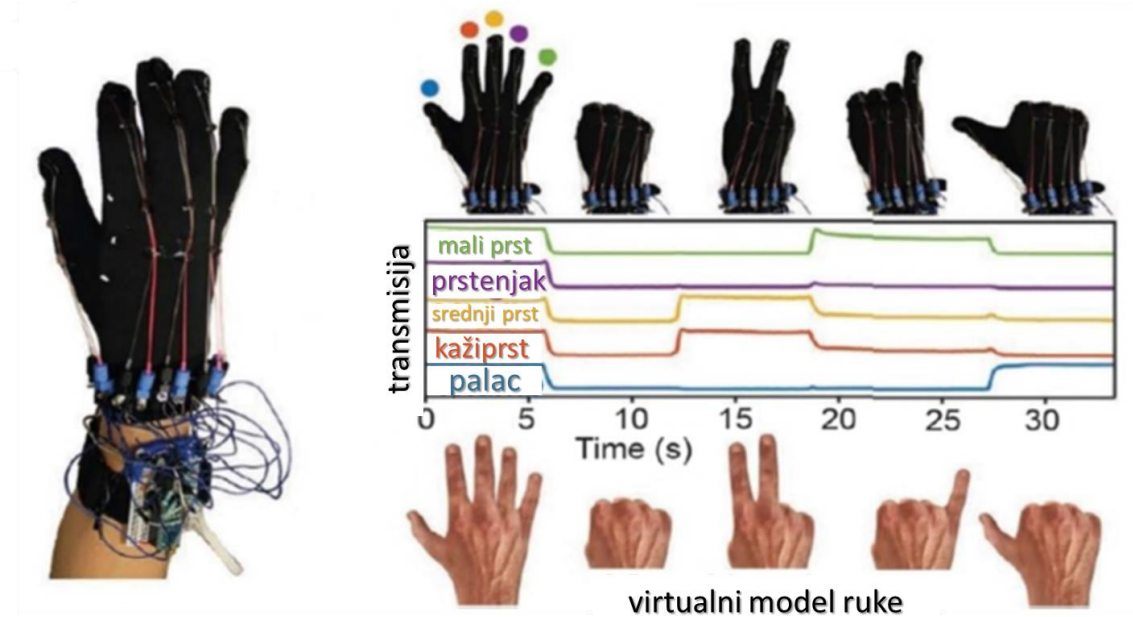 transmisija
mali prst
prstenjak
srednji prst
kažiprst
palac
0 5 10 15 20 25 30
Time (s)
virtualni model ruke